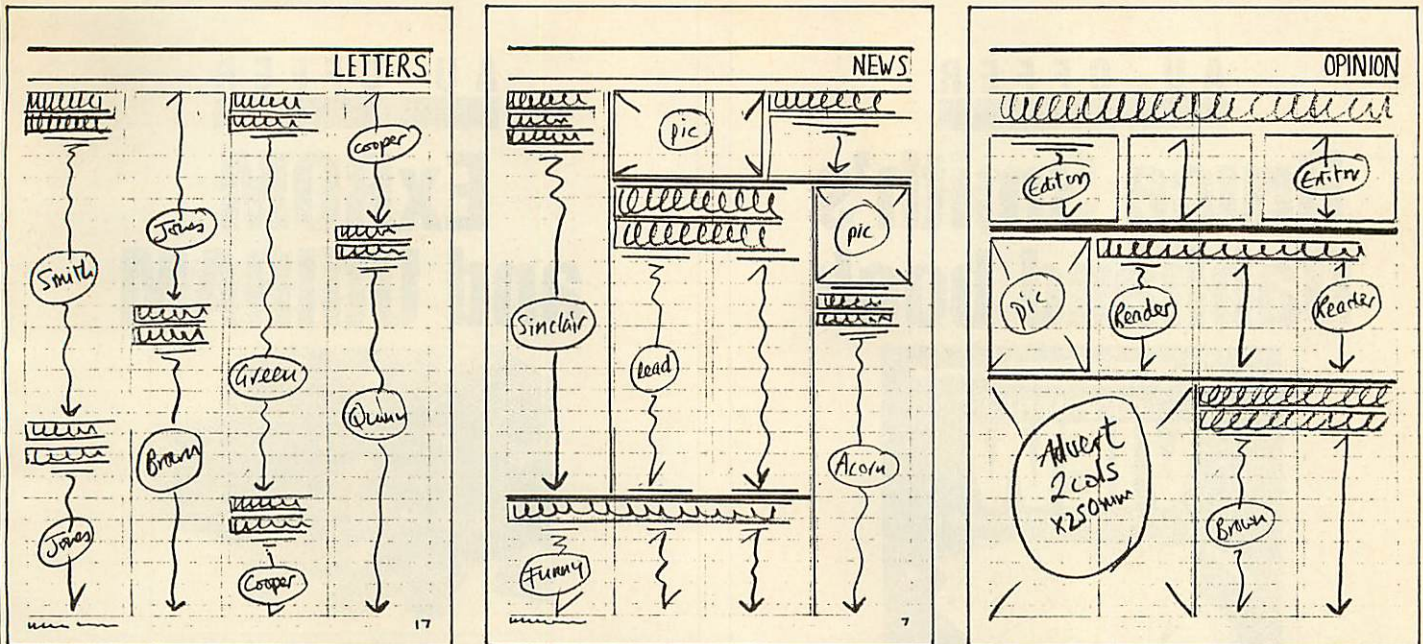 LETTERS
Smith
Jones
Jones
Brown
Green
Cooper
Cooper
Quinn
17
NEWS
Sinclair
Funny
pic
Lead
pic
Acorn
7
OPINION
Editor
Editor
pic
Reader
Reader
Advert
2 cols
x250mm
Brown